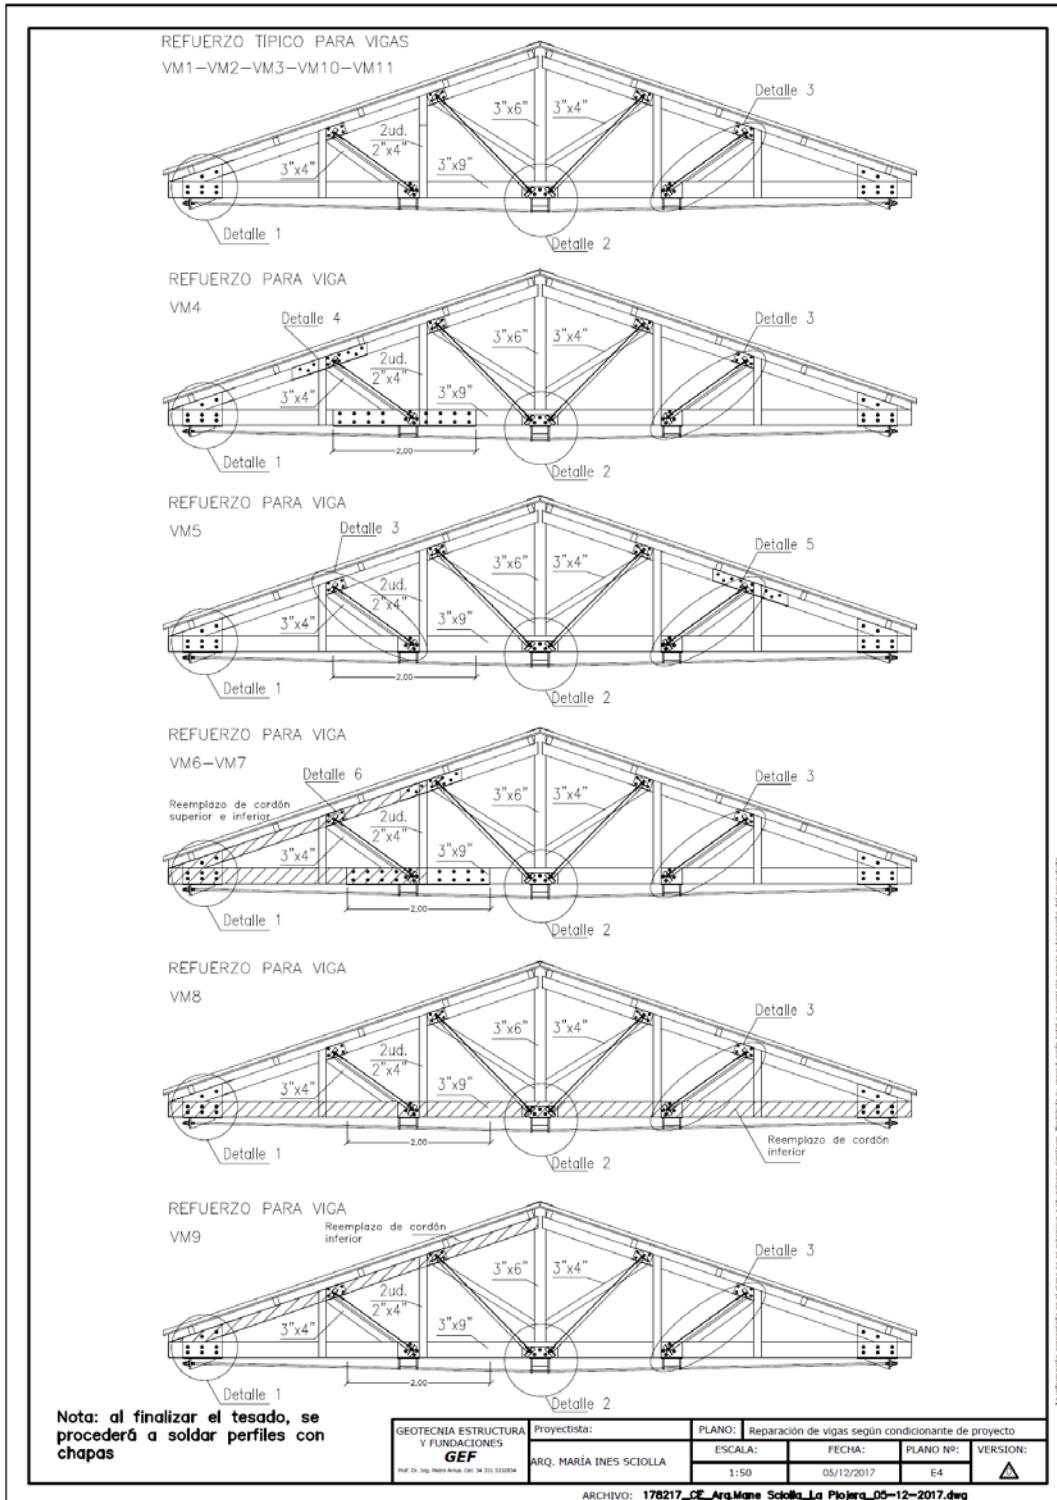 REFUERZO TÍPICO PARA VIGAS
VM1-VM2-VM3-VM10-VM11
Detalle 3
3"x6"
3"x4"
2ud.
2"x4"
3"x4"
3"x9"
Detalle 1
Detalle 2
REFUERZO PARA VIGA
VM4
Detalle 4
Detalle 3
3"x6"
3"x4"
2ud.
2"x4"
3"x4"
3"x9"
2,00
Detalle 1
Detalle 2
REFUERZO PARA VIGA
VM5
Detalle 3
Detalle 5
3"x6"
3"x4"
2ud.
2"x4"
3"x4"
3"x9"
2,00
Detalle 1
Detalle 2
REFUERZO PARA VIGA
VM6-VM7
Detalle 6
Detalle 3
Reemplazo de cordón
superior e inferior
3"x6"
3"x4"
2ud.
2"x4"
3"x4"
3"x9"
2,00
Detalle 1
Detalle 2
REFUERZO PARA VIGA
VM8
Detalle 3
3"x6"
3"x4"
2ud.
2"x4"
3"x4"
3"x9"
2,00
Reemplazo de cordón
inferior
Detalle 1
Detalle 2
REFUERZO PARA VIGA
VM9
Reemplazo de cordón
inferior
Detalle 3
3"x6"
3"x4"
2ud.
2"x4"
3"x4"
3"x9"
2,00
Detalle 1
Detalle 2
Nota: al finalizar el tesado, se
procederá a soldar perfiles con
chapas
GEOTECNIA ESTRUCTURA
Y FUNDACIONES
GEF
Prof. Dr. Ing. Pedro Arrua.
Proyectista:
ARQ. MARÍA INES SCIOLLA
PLANO: Reparación de vigas según condicionante de proyecto
ESCALA: FECHA: PLANO Nº: VERSION:
1:50 05/12/2017 E4
ARCHIVO: 178217_CE_Arq.Mane Sciolla_La Piojera_05-12-2017.dwg